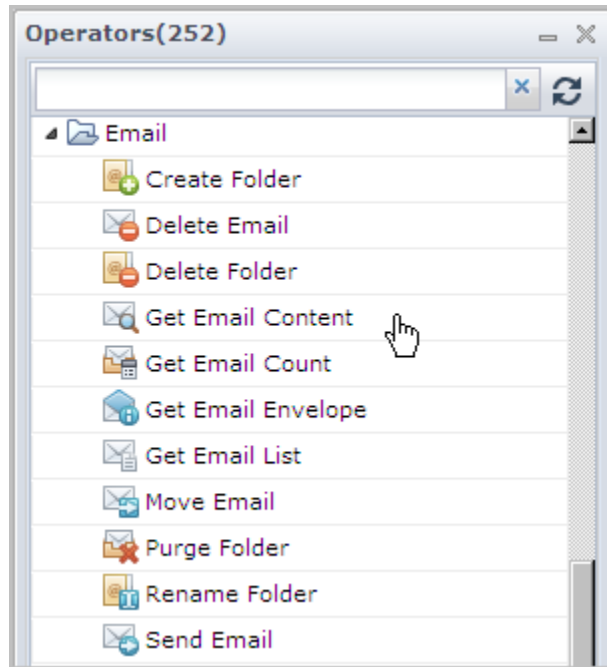 Operators(252)
Email
Create Folder
Delete Email
Delete Folder
Get Email Content
Get Email Count
Get Email Envelope
Get Email List
Move Email
Purge Folder
Rename Folder
Send Email